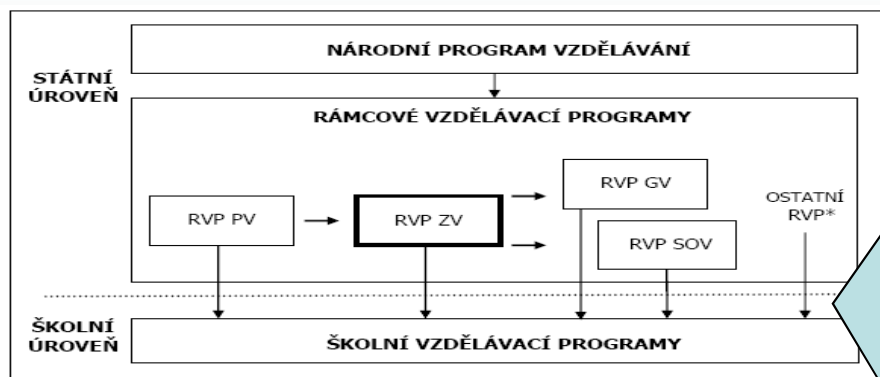 NÁRODNÍ PROGRAM VZDĚLÁVÁNÍ
STÁTNÍ
ÚROVEŇ
RÁMCOVÉ VZDĚLÁVACÍ PROGRAMY
RVP PV
RVP ZV
RVP GV
RVP SOV
OSTATNÍ
RVP*
ŠKOLNÍ
ÚROVEŇ
ŠKOLNÍ VZDĚLÁVACÍ PROGRAMY